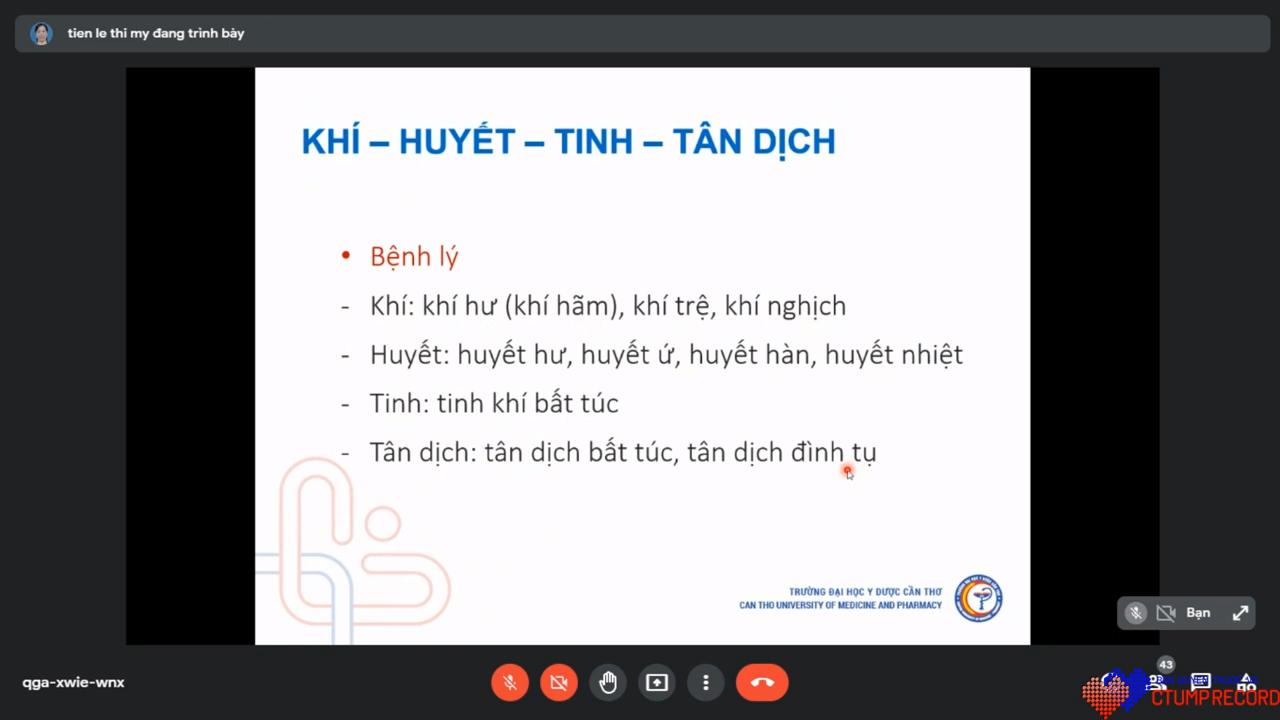 tien le thi my đang trình bày
KHÍ – HUYẾT – TINH – TÂN DỊCH
• Bệnh lý
- Khí: khí hư (khí hãm), khí trệ, khí nghịch
- Huyết: huyết hư, huyết ứ, huyết hàn, huyết nhiệt
- Tinh: tinh khí bất túc
- Tân dịch: tân dịch bất túc, tân dịch đình tụ
TRƯỜNG ĐẠI HỌC Y DƯỢC CẦN THƠ
CAN THO UNIVERSITY OF MEDICINE AND PHARMACY
Bạn
43
qga-xwie-wnx
CTUMP RECORD